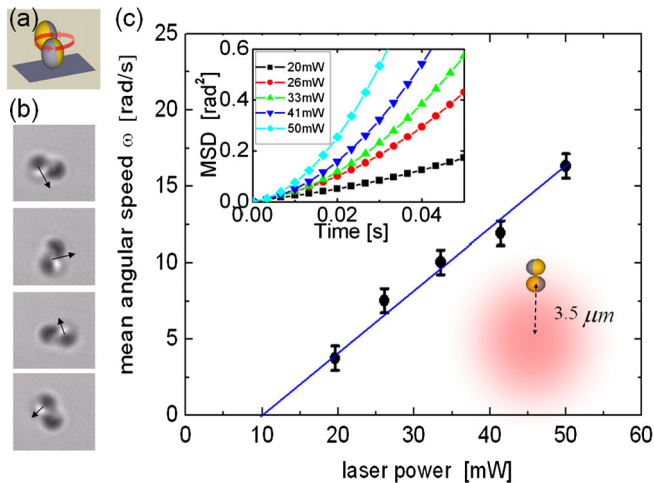 (a)
(b)
(c)
mean angular speed ω [rad/s]
25
20
15
10
5
0
0 10 20 30 40 50 60
laser power [mW]
MSD [rad²]
0.6
0.4
0.2
0.0
0.00 0.02 0.04
Time [s]
20mW
26mW
33mW
41mW
50mW
3.5 μm